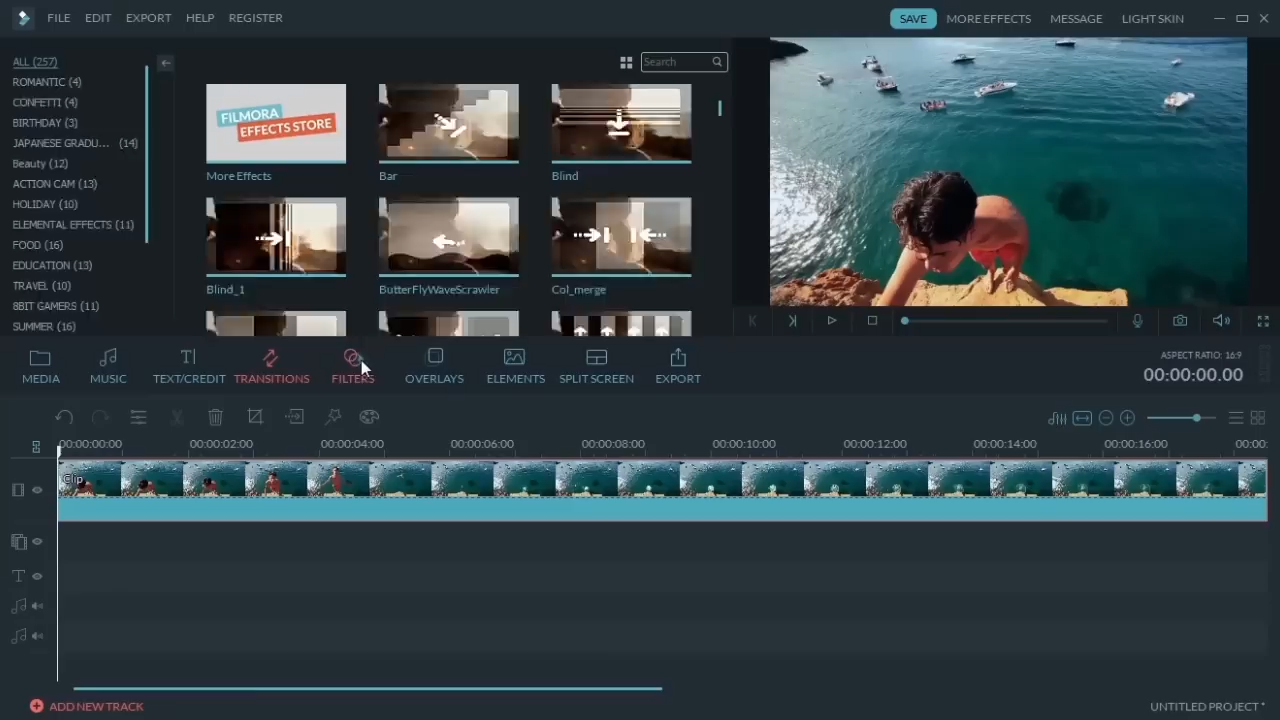 FILE EDIT EXPORT HELP REGISTER SAVE MORE EFFECTS MESSAGE LIGHT SKIN
ALL (257)
ROMANTIC (4)
CONFETTI (4)
BIRTHDAY (3)
JAPANESE GRADU... (14)
Beauty (12)
ACTION CAM (13)
HOLIDAY (10)
ELEMENTAL EFFECTS (11)
FOOD (16)
EDUCATION (13)
TRAVEL (10)
8BIT GAMERS (11)
SUMMER (16)
Search
FILMORA
EFFECTS STORE
More Effects Bar Blind
Blind_1 ButterFlyWaveScrawler Col_merge
MEDIA MUSIC TEXT/CREDIT TRANSITIONS FILTERS OVERLAYS ELEMENTS SPLIT SCREEN EXPORT
ASPECT RATIO: 16:9
00:00:00.00
00:00:00:00 00:00:02:00 00:00:04:00 00:00:06:00 00:00:08:00 00:00:10:00 00:00:12:00 00:00:14:00 00:00:16:00 00:00:
Clip
ADD NEW TRACK
UNTITLED PROJECT *